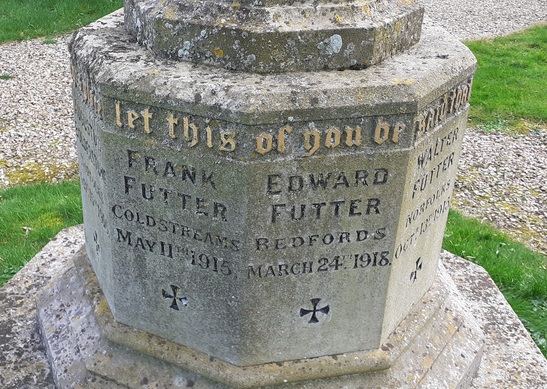 let this of you be
FRANK
FUTTER
COLDSTREAMS
MAY 11TH 1915.
EDWARD
FUTTER
BEDFORDS
MARCH 24TH 1918.
WALTER
FUTTER
NORFOLKS
OCT. 13TH